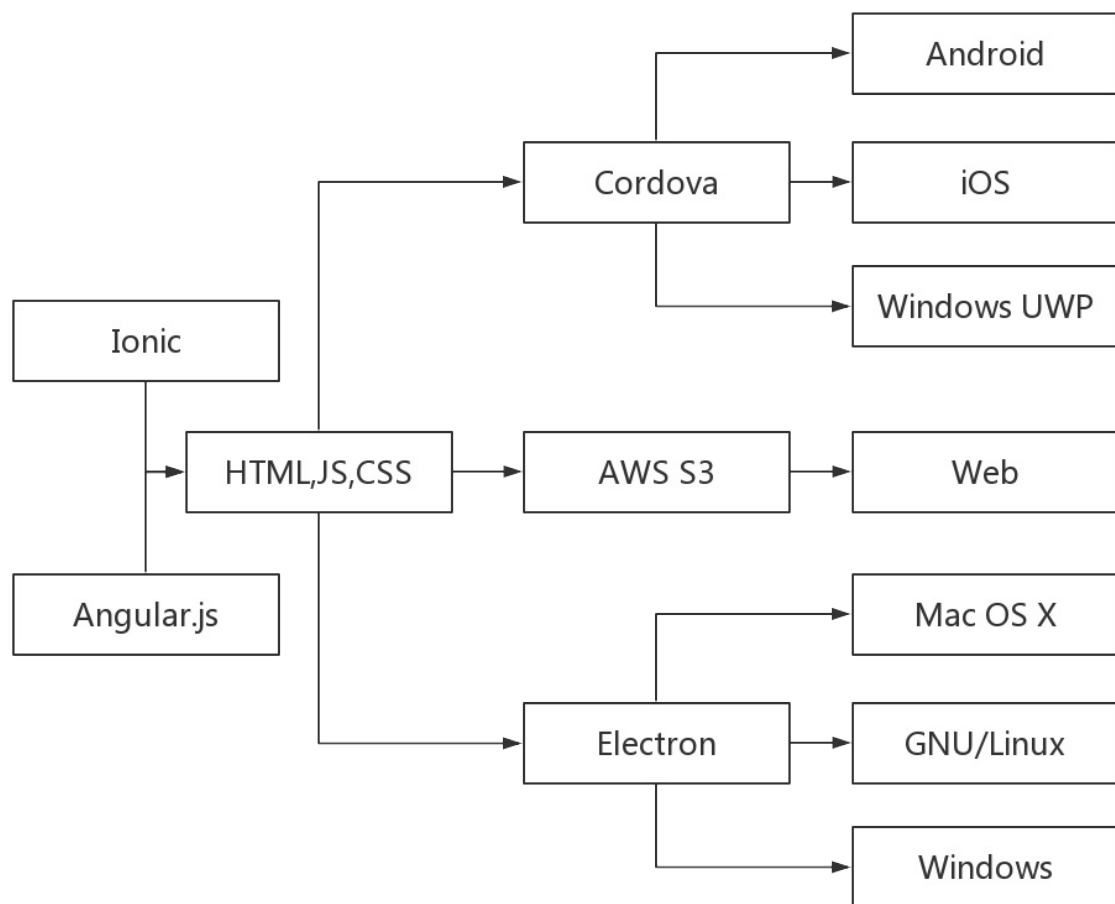 Android
Cordova
iOS
Windows UWP
Ionic
HTML,JS,CSS
AWS S3
Web
Angular.js
Mac OS X
Electron
GNU/Linux
Windows